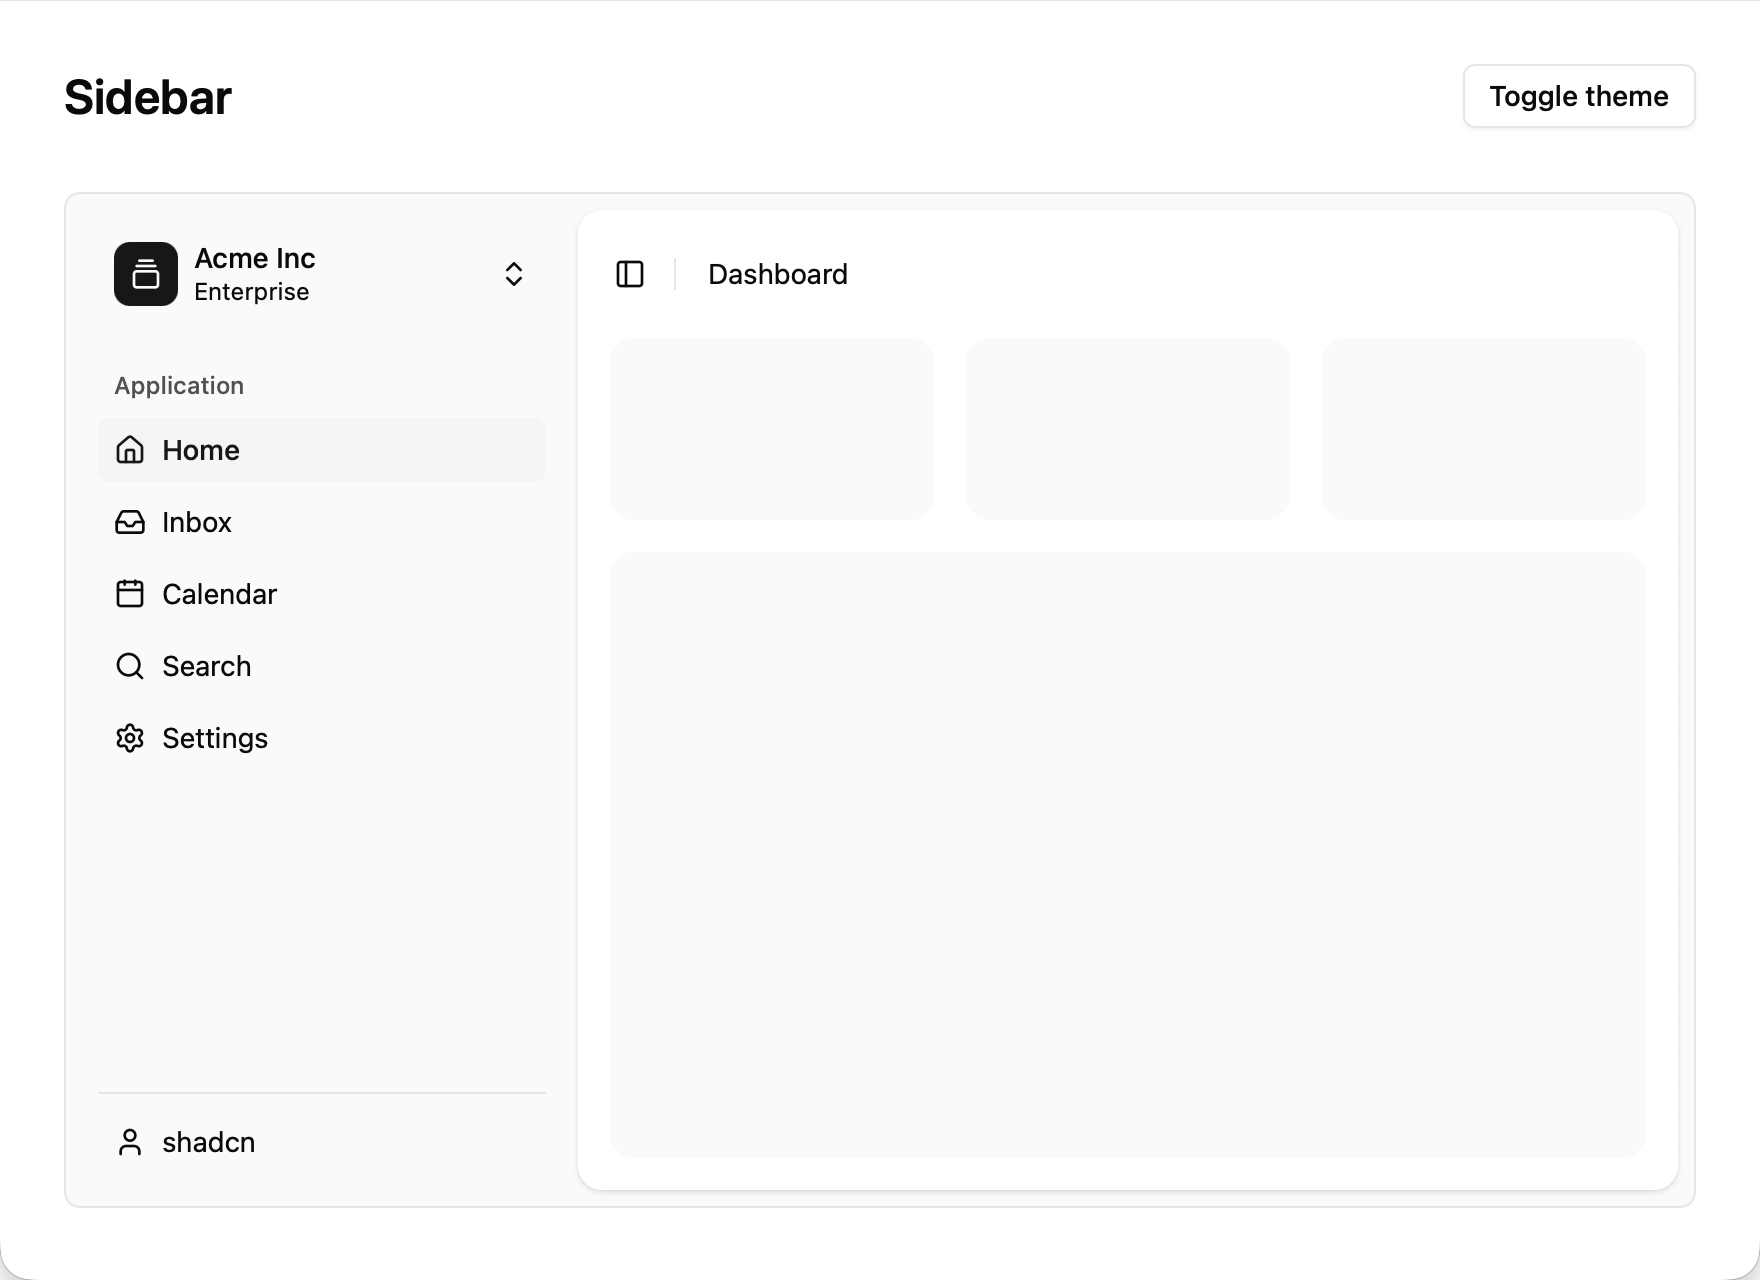 Sidebar
Toggle theme
Acme Inc
Enterprise
Application
Home
Inbox
Calendar
Search
Settings
shadcn
Dashboard